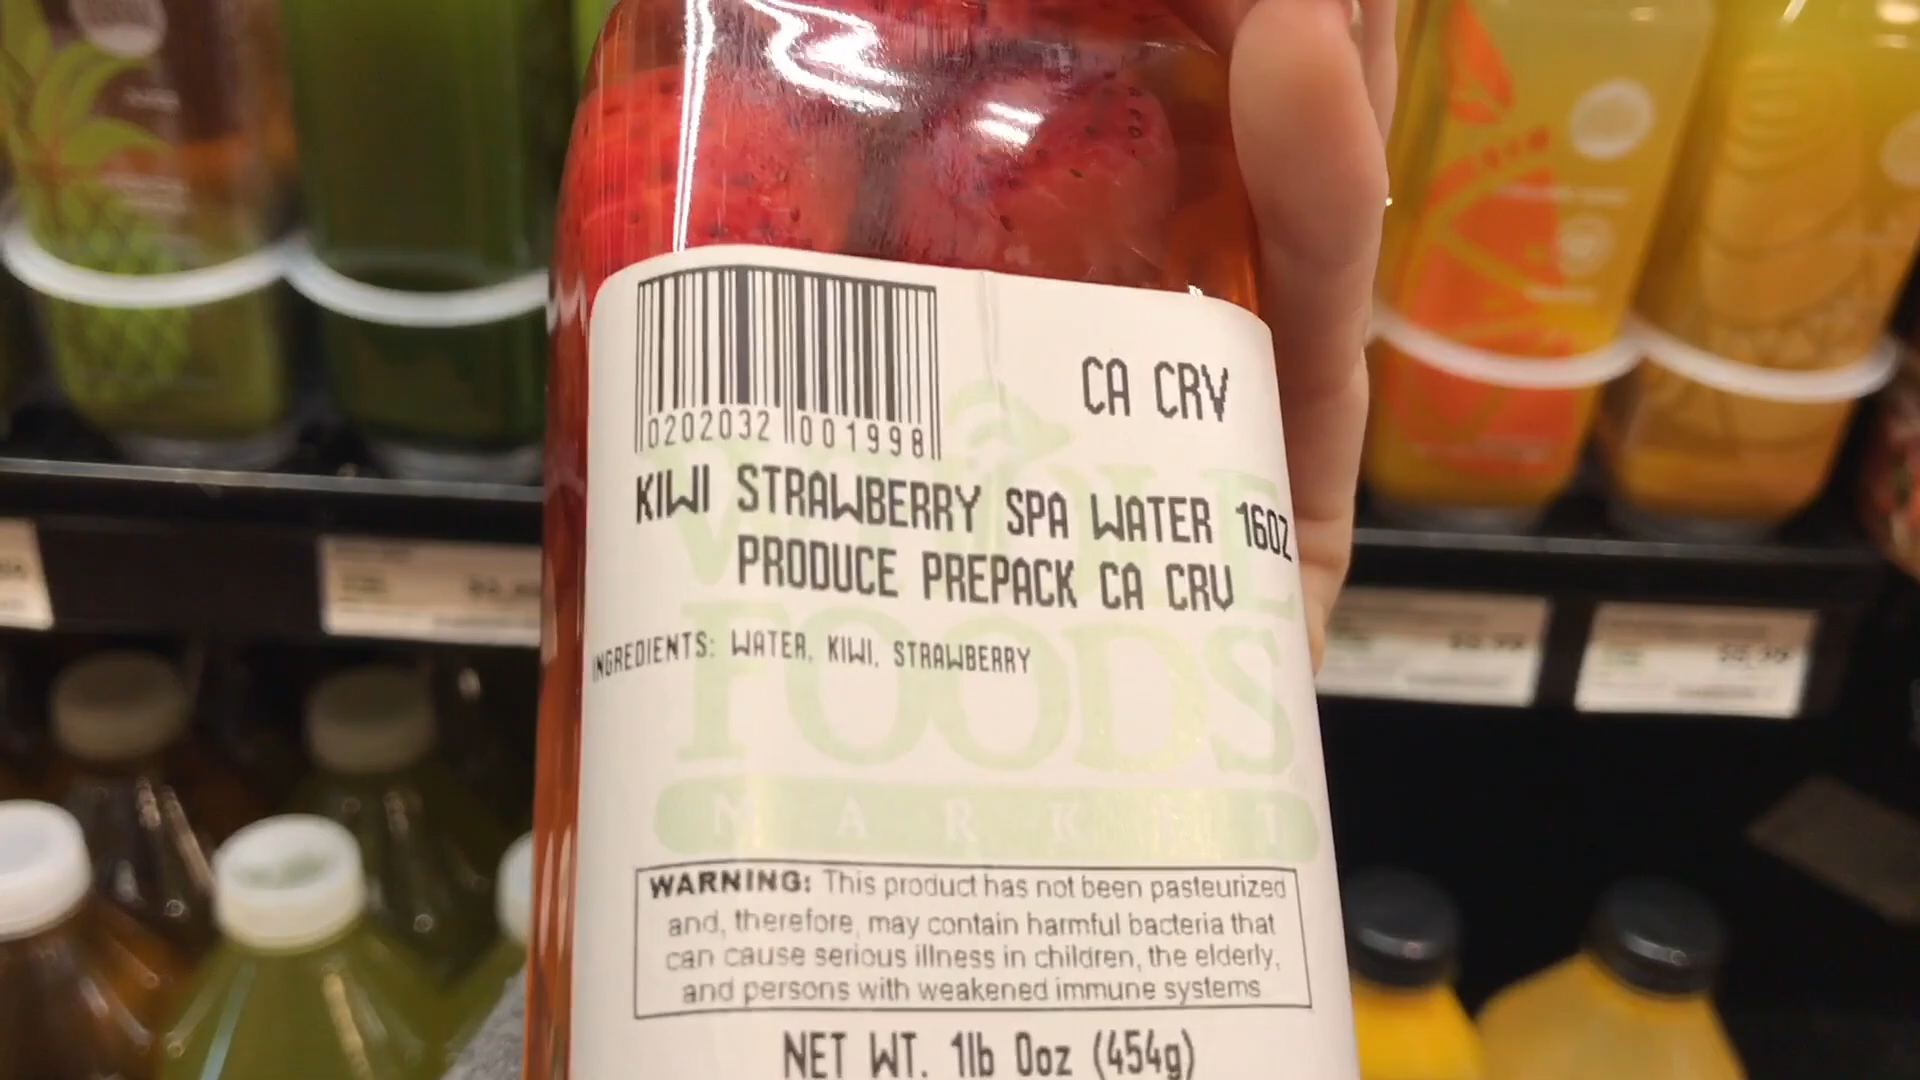 CA CRV
0202032 001998
KIWI STRAWBERRY SPA WATER 16OZ
PRODUCE PREPACK CA CRV
INGREDIENTS: WATER, KIWI, STRAWBERRY
WHOLE
FOODS
MARKET
WARNING: This product has not been pasteurized
and, therefore, may contain harmful bacteria that
can cause serious illness in children, the elderly,
and persons with weakened immune systems
NET WT. 1lb 0oz (454g)